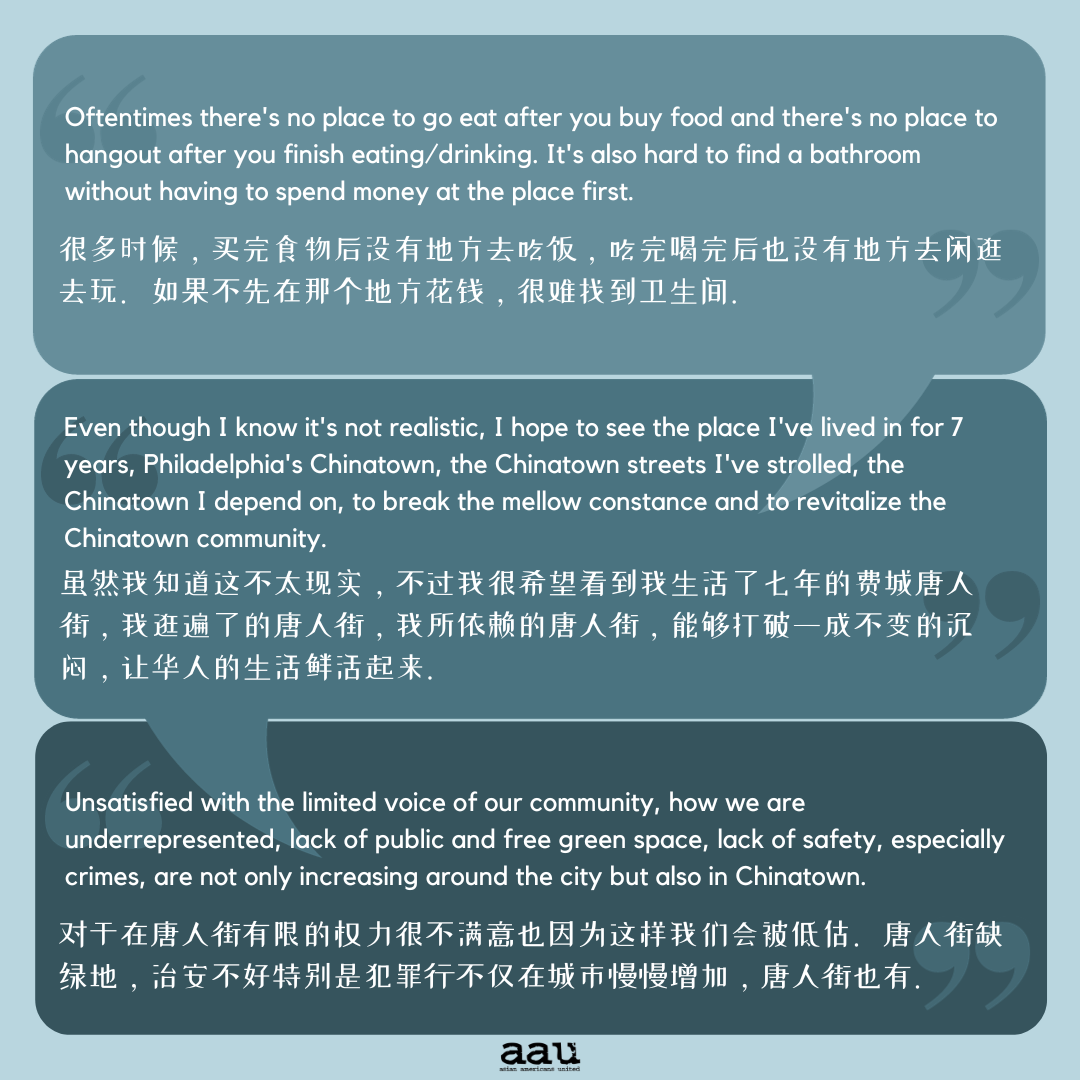 Oftentimes there's no place to go eat after you buy food and there's no place to
hangout after you finish eating/drinking. It's also hard to find a bathroom
without having to spend money at the place first.
很多时候，买完食物后没有地方去吃饭，吃完喝完后也没有地方去闲逛
去玩. 如果不先在那个地方花钱，很难找到卫生间.
Even though I know it's not realistic, I hope to see the place I've lived in for 7
years, Philadelphia's Chinatown, the Chinatown streets I've strolled, the
Chinatown I depend on, to break the mellow constance and to revitalize the
Chinatown community.
虽然我知道这不太现实，不过我很希望看到我生活了七年的费城唐人
街，我逛遍了的唐人街，我所依赖的唐人街，能够打破一成不变的沉
闷，让华人的生活鲜活起来.
Unsatisfied with the limited voice of our community, how we are
underrepresented, lack of public and free green space, lack of safety, especially
crimes, are not only increasing around the city but also in Chinatown.
对于在唐人街有限的权力很不满意也因为这样我们会被低估. 唐人街缺
绿地，治安不好特别是犯罪行不仅在城市慢慢增加，唐人街也有.
aau
asian americans united